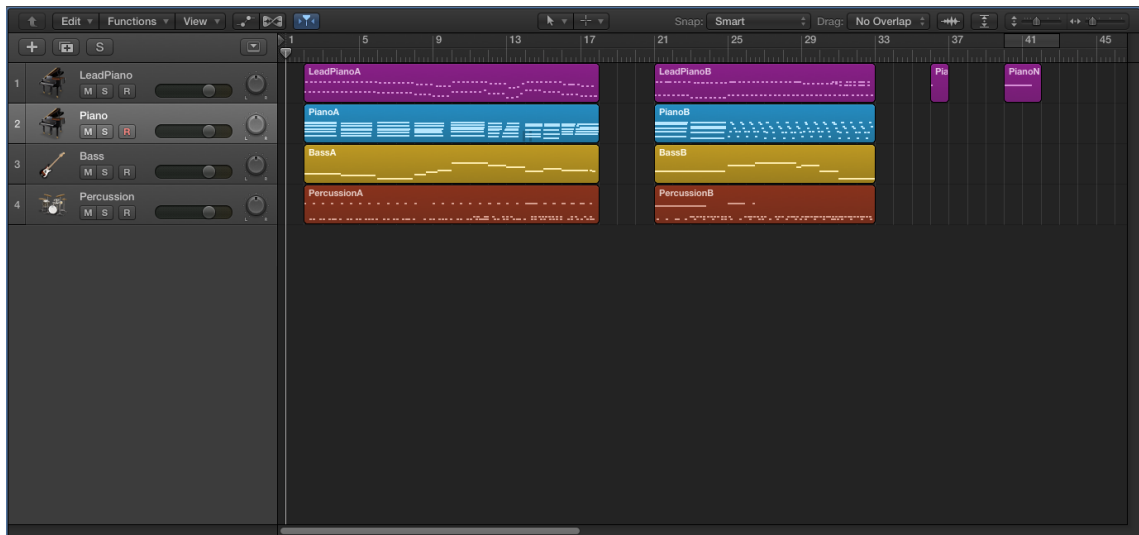 Edit Functions View Snap: Smart Drag: No Overlap
+ S 1 5 9 13 17 21 25 29 33 37 41 45
1 LeadPiano LeadPianoA LeadPianoB Pia PianoN
M S R
2 Piano PianoA PianoB
M S R
3 Bass BassA BassB
M S R
4 Percussion PercussionA PercussionB
M S R